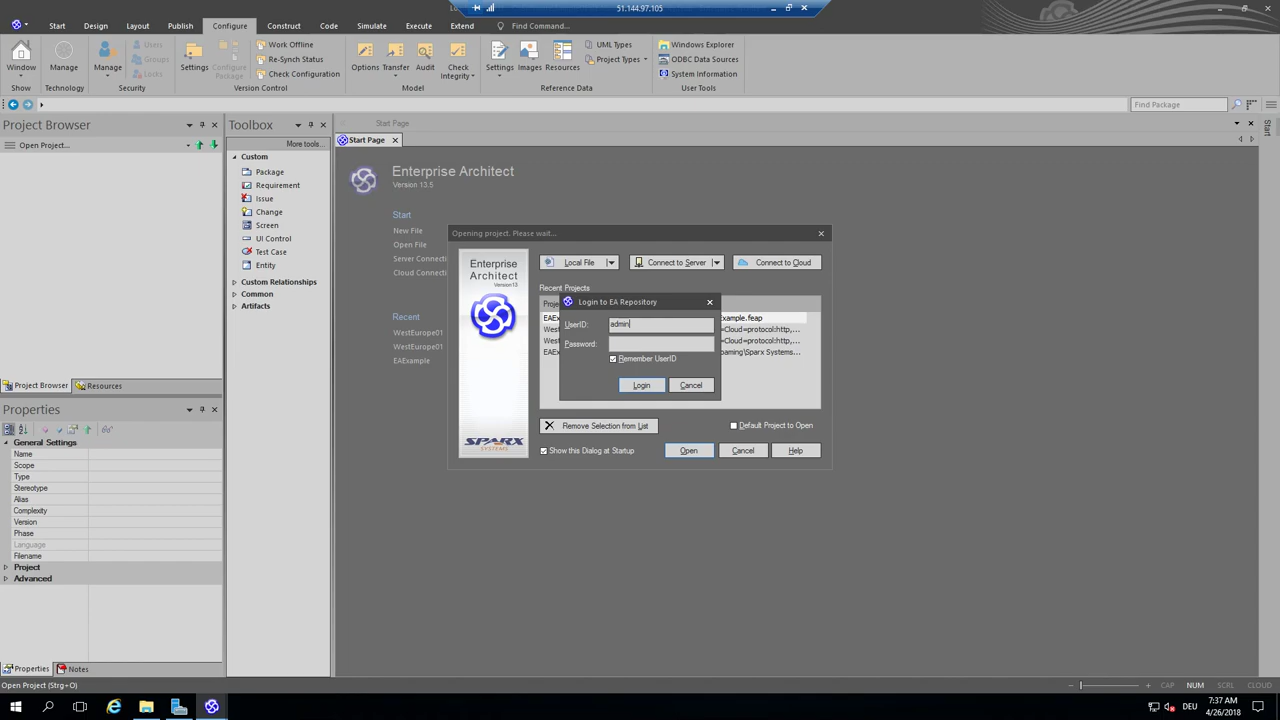 51.144.97.105
Start Design Layout Publish Configure Construct Code Simulate Execute Extend Find Command...
Window Manage Manage Users Groups Locks Settings Configure Package Work Offline Re-Synch Status Check Configuration Options Transfer Audit Check Integrity Settings Images Resources UML Types Project Types Windows Explorer ODBC Data Sources System Information
Show Technology Security Version Control Model Reference Data User Tools
Find Package
Project Browser
Open Project...
Toolbox
More tools...
Custom
Package
Requirement
Issue
Change
Screen
UI Control
Test Case
Entity
Custom Relationships
Common
Artifacts
Start Page
Start Page
Start
Enterprise Architect
Version 13.5
Start
New File
Open File
Server Connecti
Cloud Connecti
Recent
WestEurope01
WestEurope01
EAExample
Opening project. Please wait...
Enterprise
Architect
Version 13
SPARX
SYSTEMS
Local File Connect to Server Connect to Cloud
Recent Projects
Proje
EAEx xample.feap
West =Cloud=protocol:http,...
West =Cloud=protocol:http,...
EAEx oaming\Sparx Systems...
Login to EA Repository
UserID: admin
Password:
Remember UserID
Login Cancel
Remove Selection from List Default Project to Open
Show this Dialog at Startup Open Cancel Help
Project Browser Resources
Properties
General Settings
Name
Scope
Type
Stereotype
Alias
Complexity
Version
Phase
Language
Filename
Project
Advanced
Properties Notes
Open Project (Strg+O) CAP NUM SCRL CLOUD
DEU 7:37 AM
4/26/2018